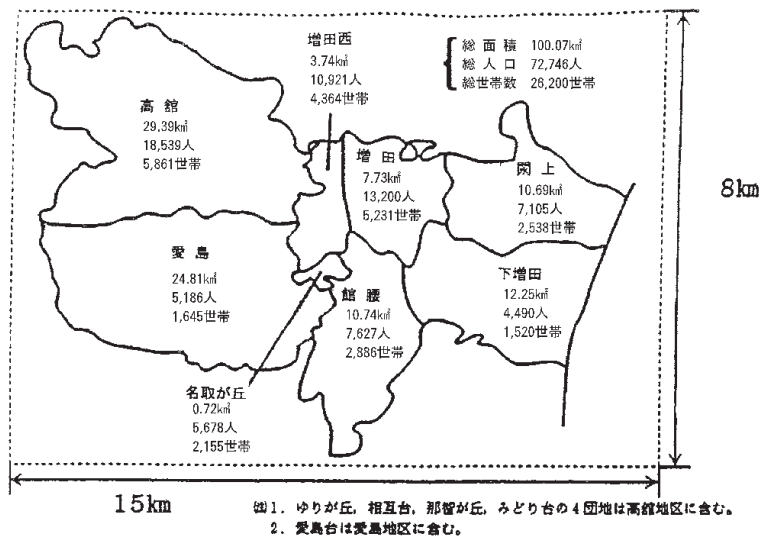 増田西
3.74k㎡
10,921人
4,364世帯
総面積 100.07k㎡
総人口 72,746人
総世帯数 26,200世帯
高舘
29.39k㎡
18,539人
5,861世帯
増田
7.73k㎡
13,200人
5,231世帯
閖上
10.69k㎡
7,105人
2,538世帯
8km
愛島
24.81k㎡
5,186人
1,645世帯
館腰
10.74k㎡
7,627人
2,886世帯
下増田
12.25k㎡
4,490人
1,520世帯
名取が丘
0.72k㎡
5,678人
2,155世帯
15km
㊟1．ゆりが丘，相互台，那智が丘，みどり台の4団地は高舘地区に含む。
2．愛島台は愛島地区に含む。